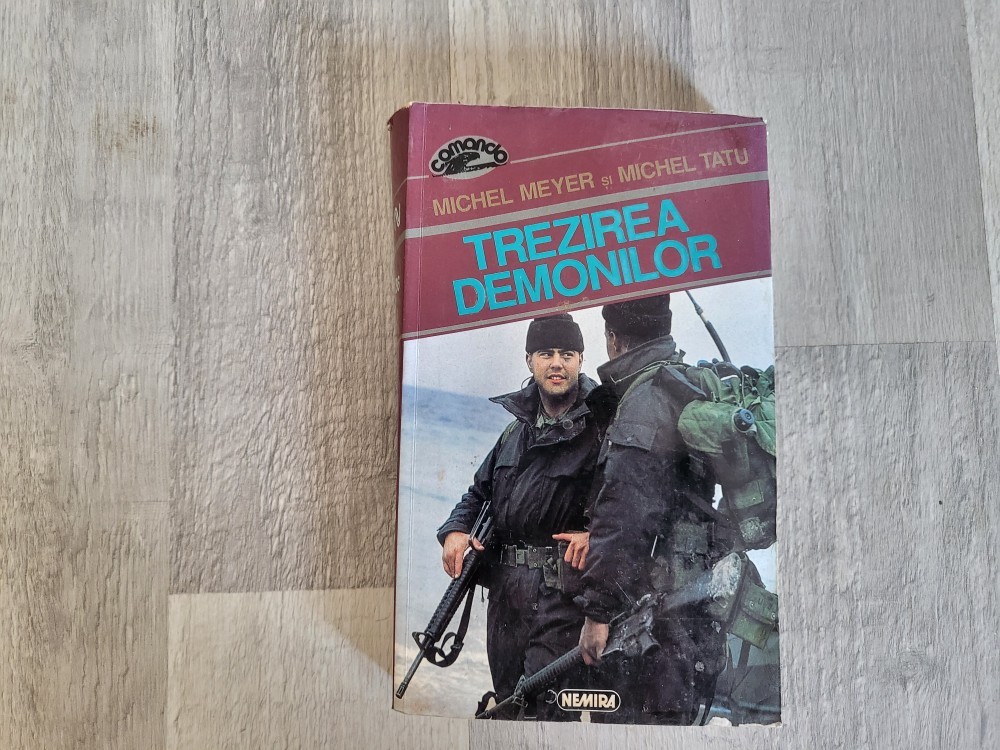 comando
MICHEL MEYER și MICHEL TATU
TREZIREA
DEMONILOR
NEMIRA